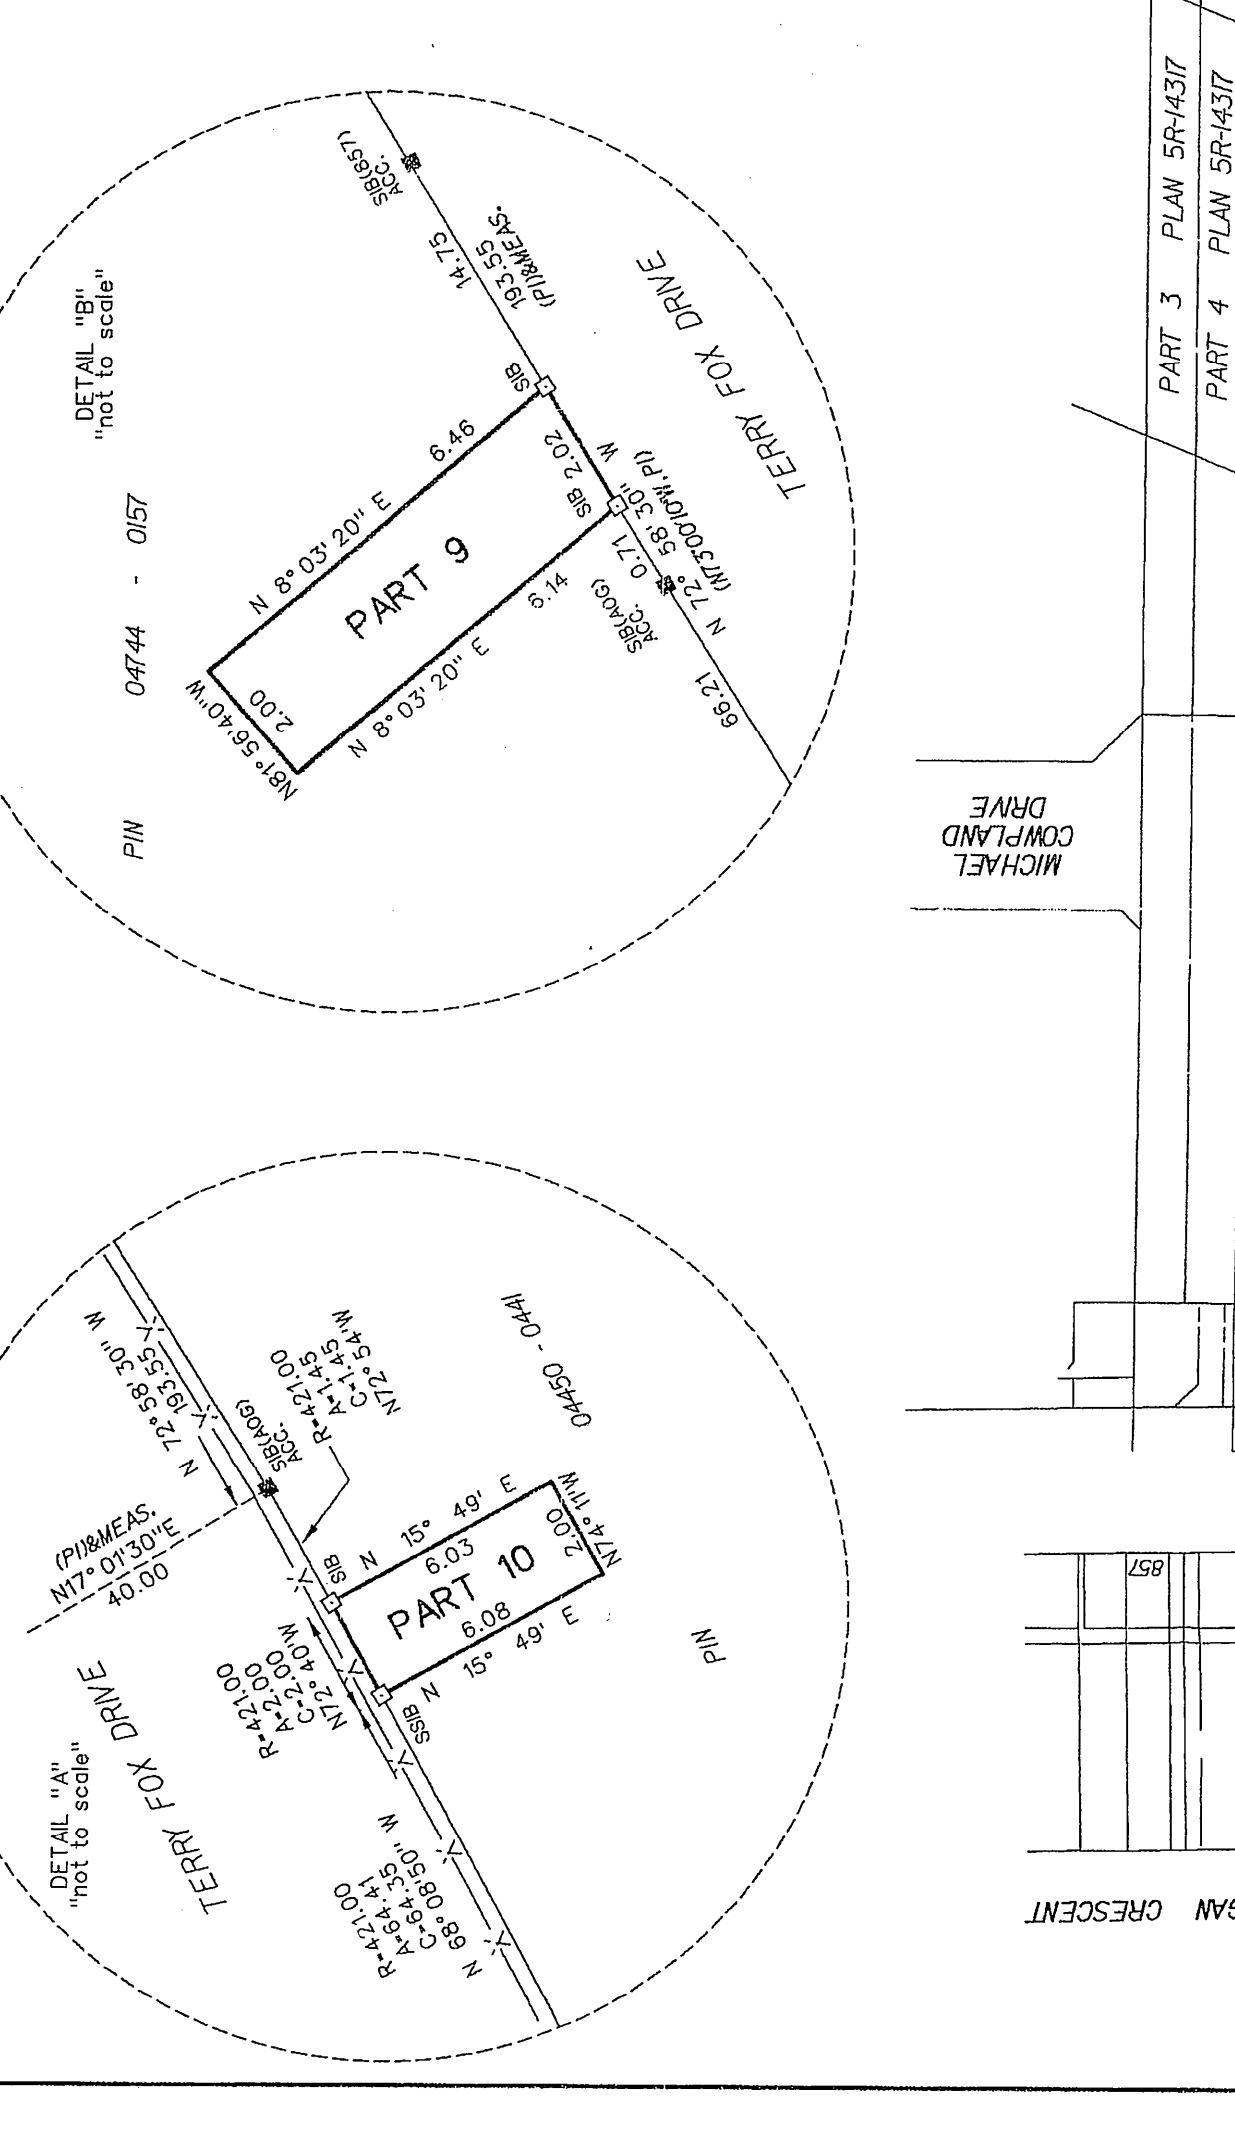 DETAIL "B"
"not to scale"
PIN 04744 - 0157
SIB(857)
ACC.
14.75
193.55
(P1)&MEAS.
TERRY FOX DRIVE
SIB
2.02
SIB
N 8° 03' 20" E
6.46
PART 9
N81° 56'40"W
2.00
N 8° 03' 20" E
6.14
SIB(AOG)
ACC.
0.71
N 72° 58' 30" W
(N73°00'10"W,P1)
66.21
PART 3 PLAN 5R-14317
PART 4 PLAN 5R-14317
MICHAEL
COWPLAND
DRIVE
DETAIL "A"
"not to scale"
TERRY FOX DRIVE
(P1)&MEAS.
N17° 01'30"E
40.00
N 72° 58' 30" W
193.55
SIB(AOG)
ACC.
R=421.00
A=1.45
C=1.45
N72° 54'W
04450 - 0441
PIN
SIB
N 15° 49' E
6.03
PART 10
2.00
N74° 11'W
6.08
N 15° 49' E
SSIB
R=421.00
A=2.00
C=2.00
N72° 40'W
R=421.00
A=64.41
C=64.35
N 68° 08'50" W
857
GAN CRESCENT